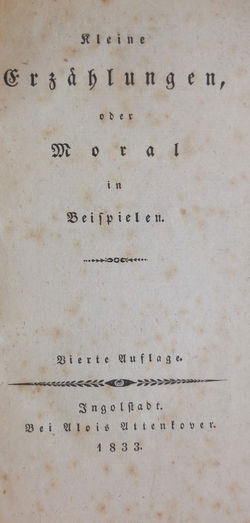 Kleine
Erzählungen,
oder
Moral
in
Beiſpielen.
Vierte Auflage.
Ingolſtadt.
Bei Alois Attenkover.
1833.